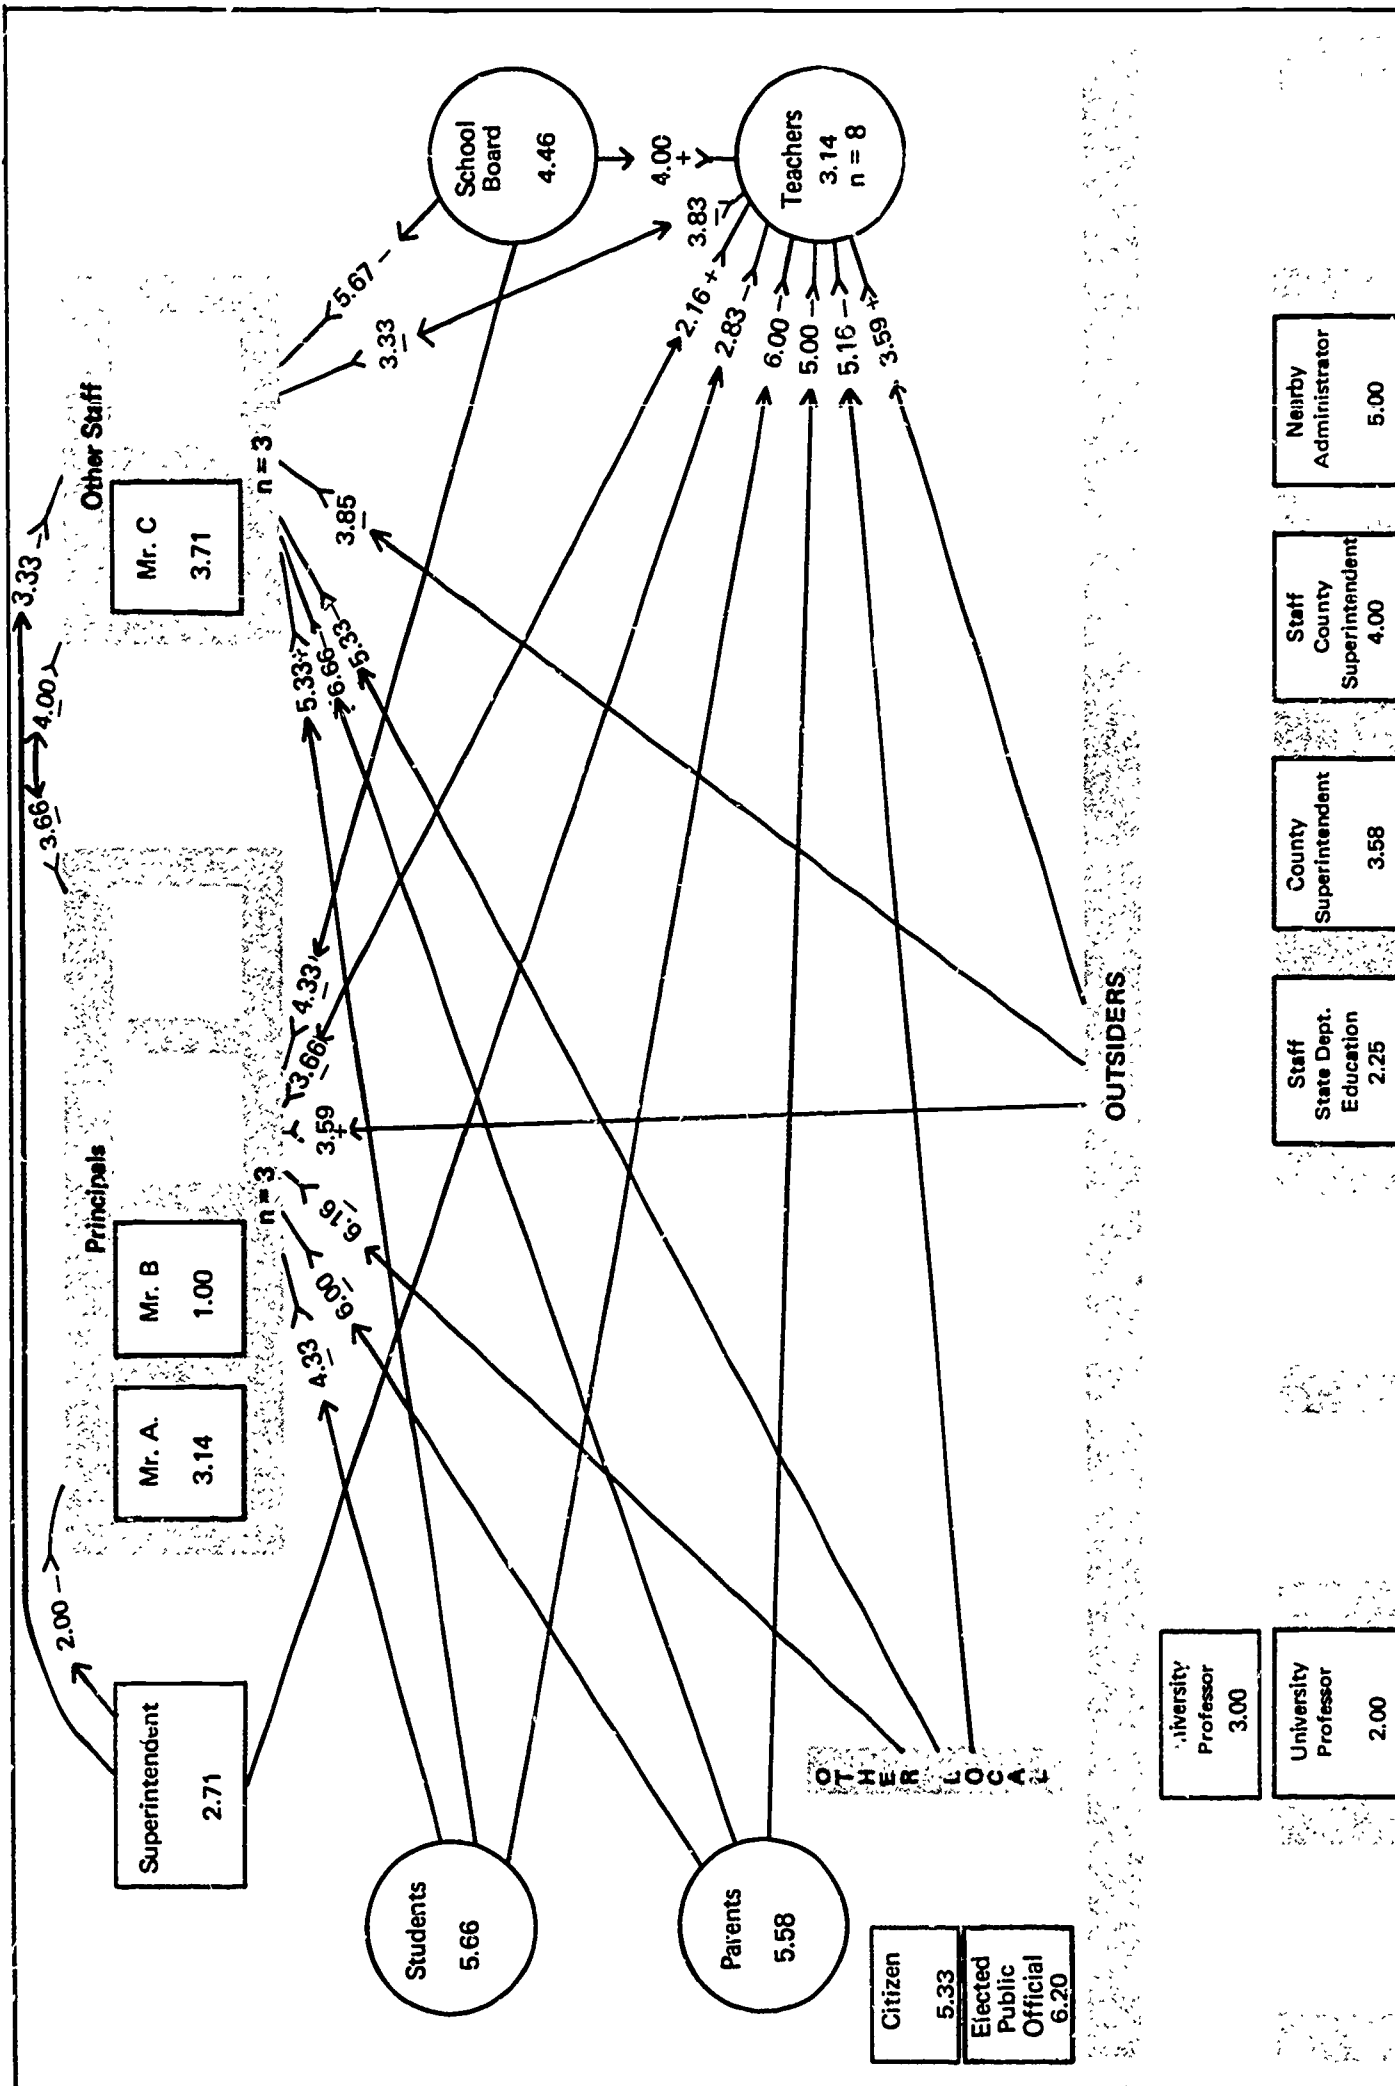 Superintendent
2.71
2.00 –
3.33 –
Principals
Mr. A.
3.14
Mr. B
1.00
n = 3
3.66
4.00
Other Staff
Mr. C
3.71
n = 3
Students
5.66
Parents
5.58
Citizen
5.33
Elected
Public
Official
6.20
OTHER LOCAL
4.33
6.00
6.16
3.59
+
3.66
4.33
5.33+
6.66
5.33
3.85
3.33
5.67 –
School
Board
4.46
4.00
+
Teachers
3.14
n = 8
3.83
2.16 +
2.83 –
6.00 –
5.00 –
5.16 –
3.59 +
OUTSIDERS
Professor
3.00
University
Professor
2.00
Staff
State Dept.
Education
2.25
County
Superintendent
3.58
Staff
County
Superintendent
4.00
Nearby
Administrator
5.00